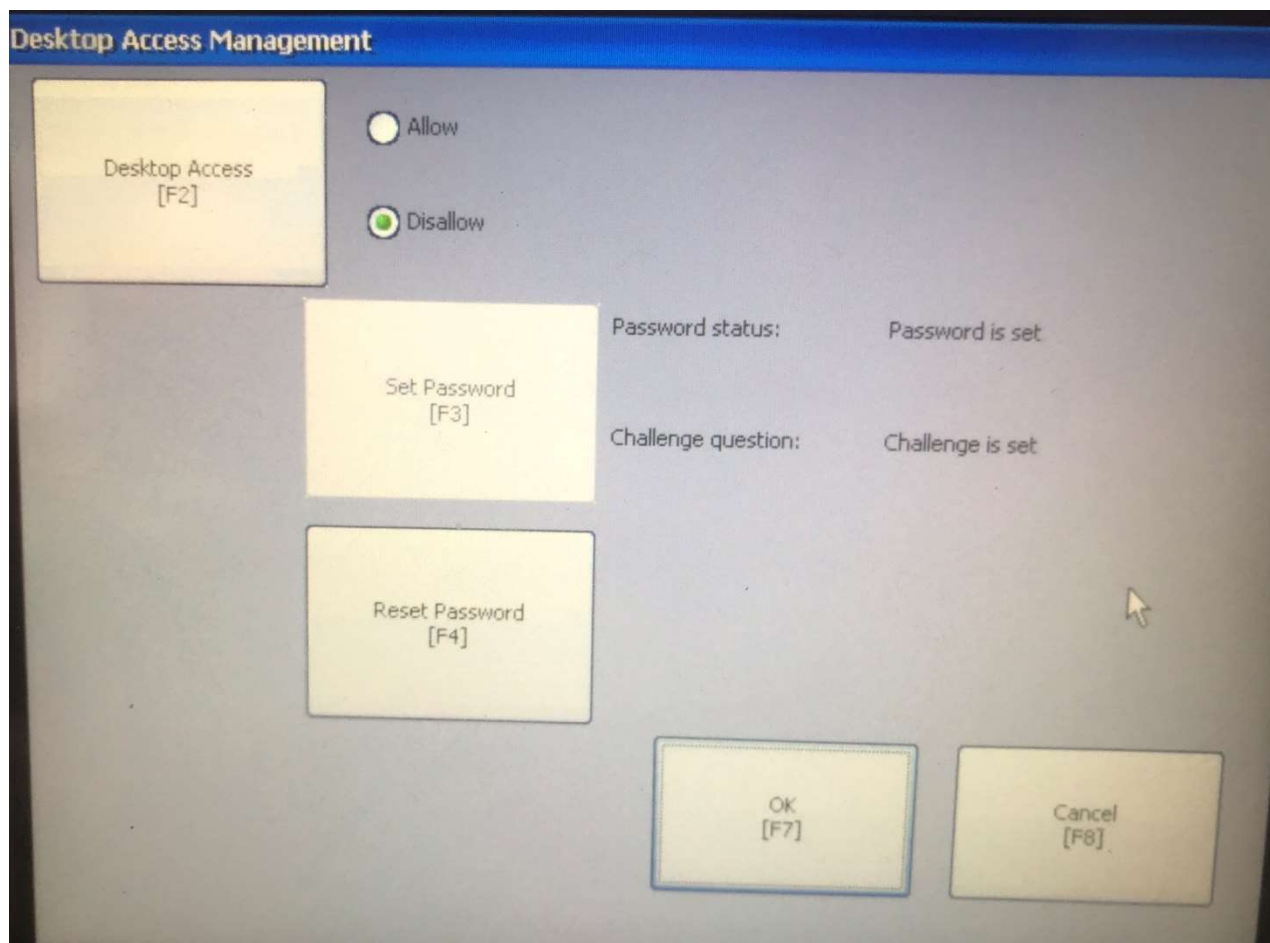 Desktop Access Management
Desktop Access
[F2]
Allow
Disallow
Set Password
[F3]
Password status:
Password is set
Challenge question:
Challenge is set
Reset Password
[F4]
OK
[F7]
Cancel
[F8]